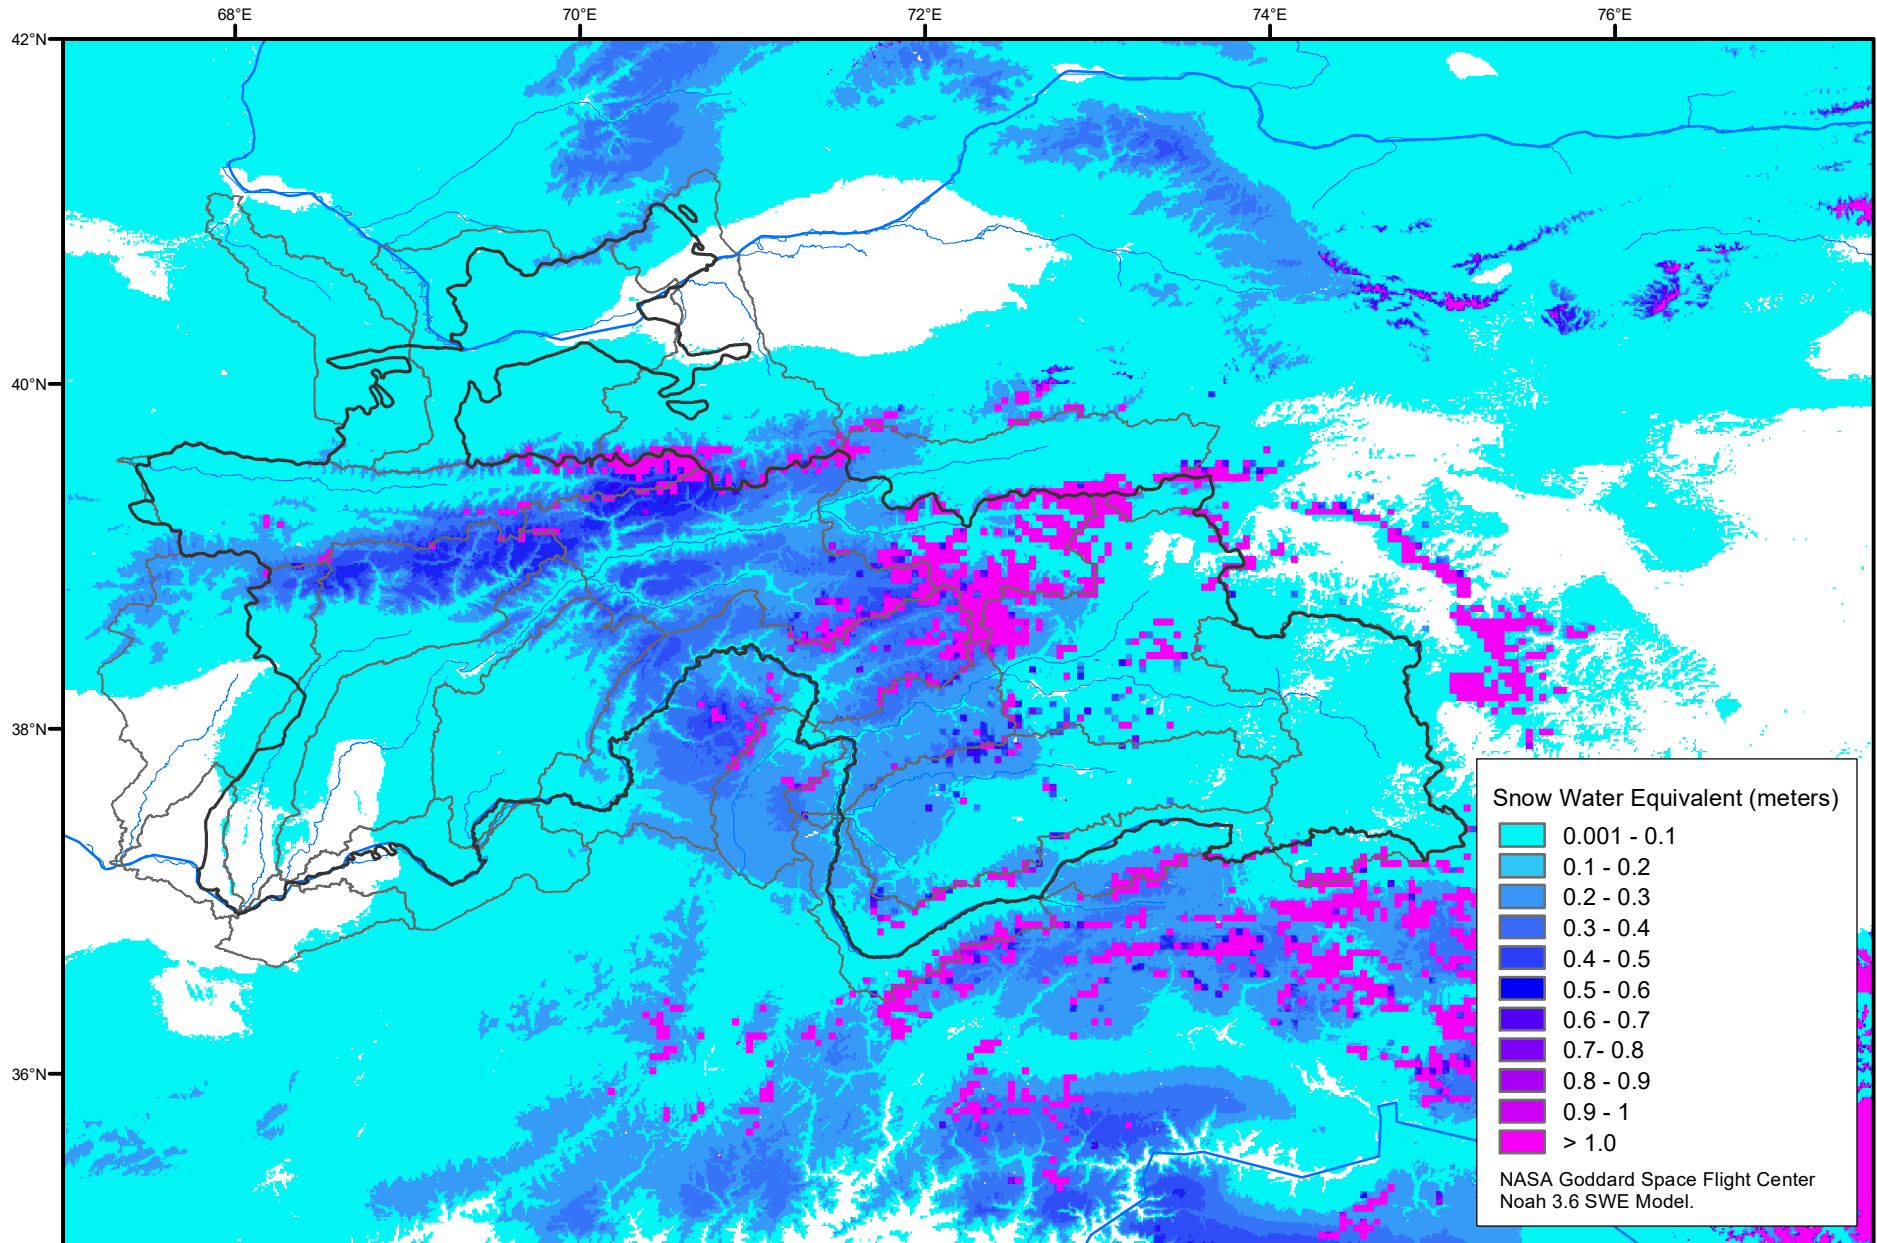 68°E 70°E 72°E 74°E 76°E
42°N
40°N
38°N
36°N
Snow Water Equivalent (meters)
0.001 - 0.1
0.1 - 0.2
0.2 - 0.3
0.3 - 0.4
0.4 - 0.5
0.5 - 0.6
0.6 - 0.7
0.7- 0.8
0.8 - 0.9
0.9 - 1
> 1.0
NASA Goddard Space Flight Center
Noah 3.6 SWE Model.